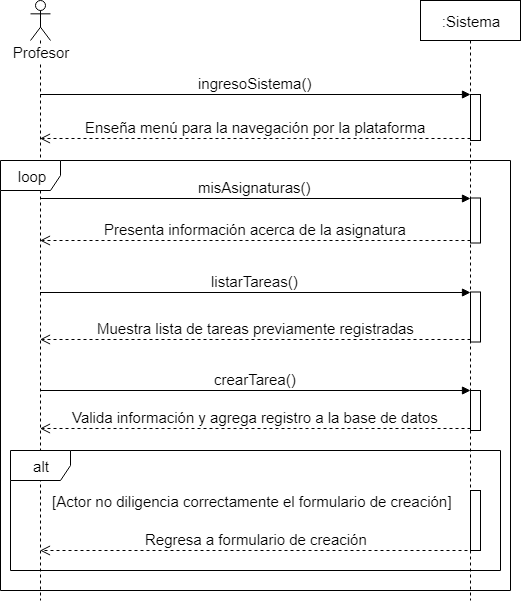 :Sistema
Profesor
ingresoSistema()
Enseña menú para la navegación por la plataforma
loop
misAsignaturas()
Presenta información acerca de la asignatura
listarTareas()
Muestra lista de tareas previamente registradas
crearTarea()
Valida información y agrega registro a la base de datos
alt
[Actor no diligencia correctamente el formulario de creación]
Regresa a formulario de creación